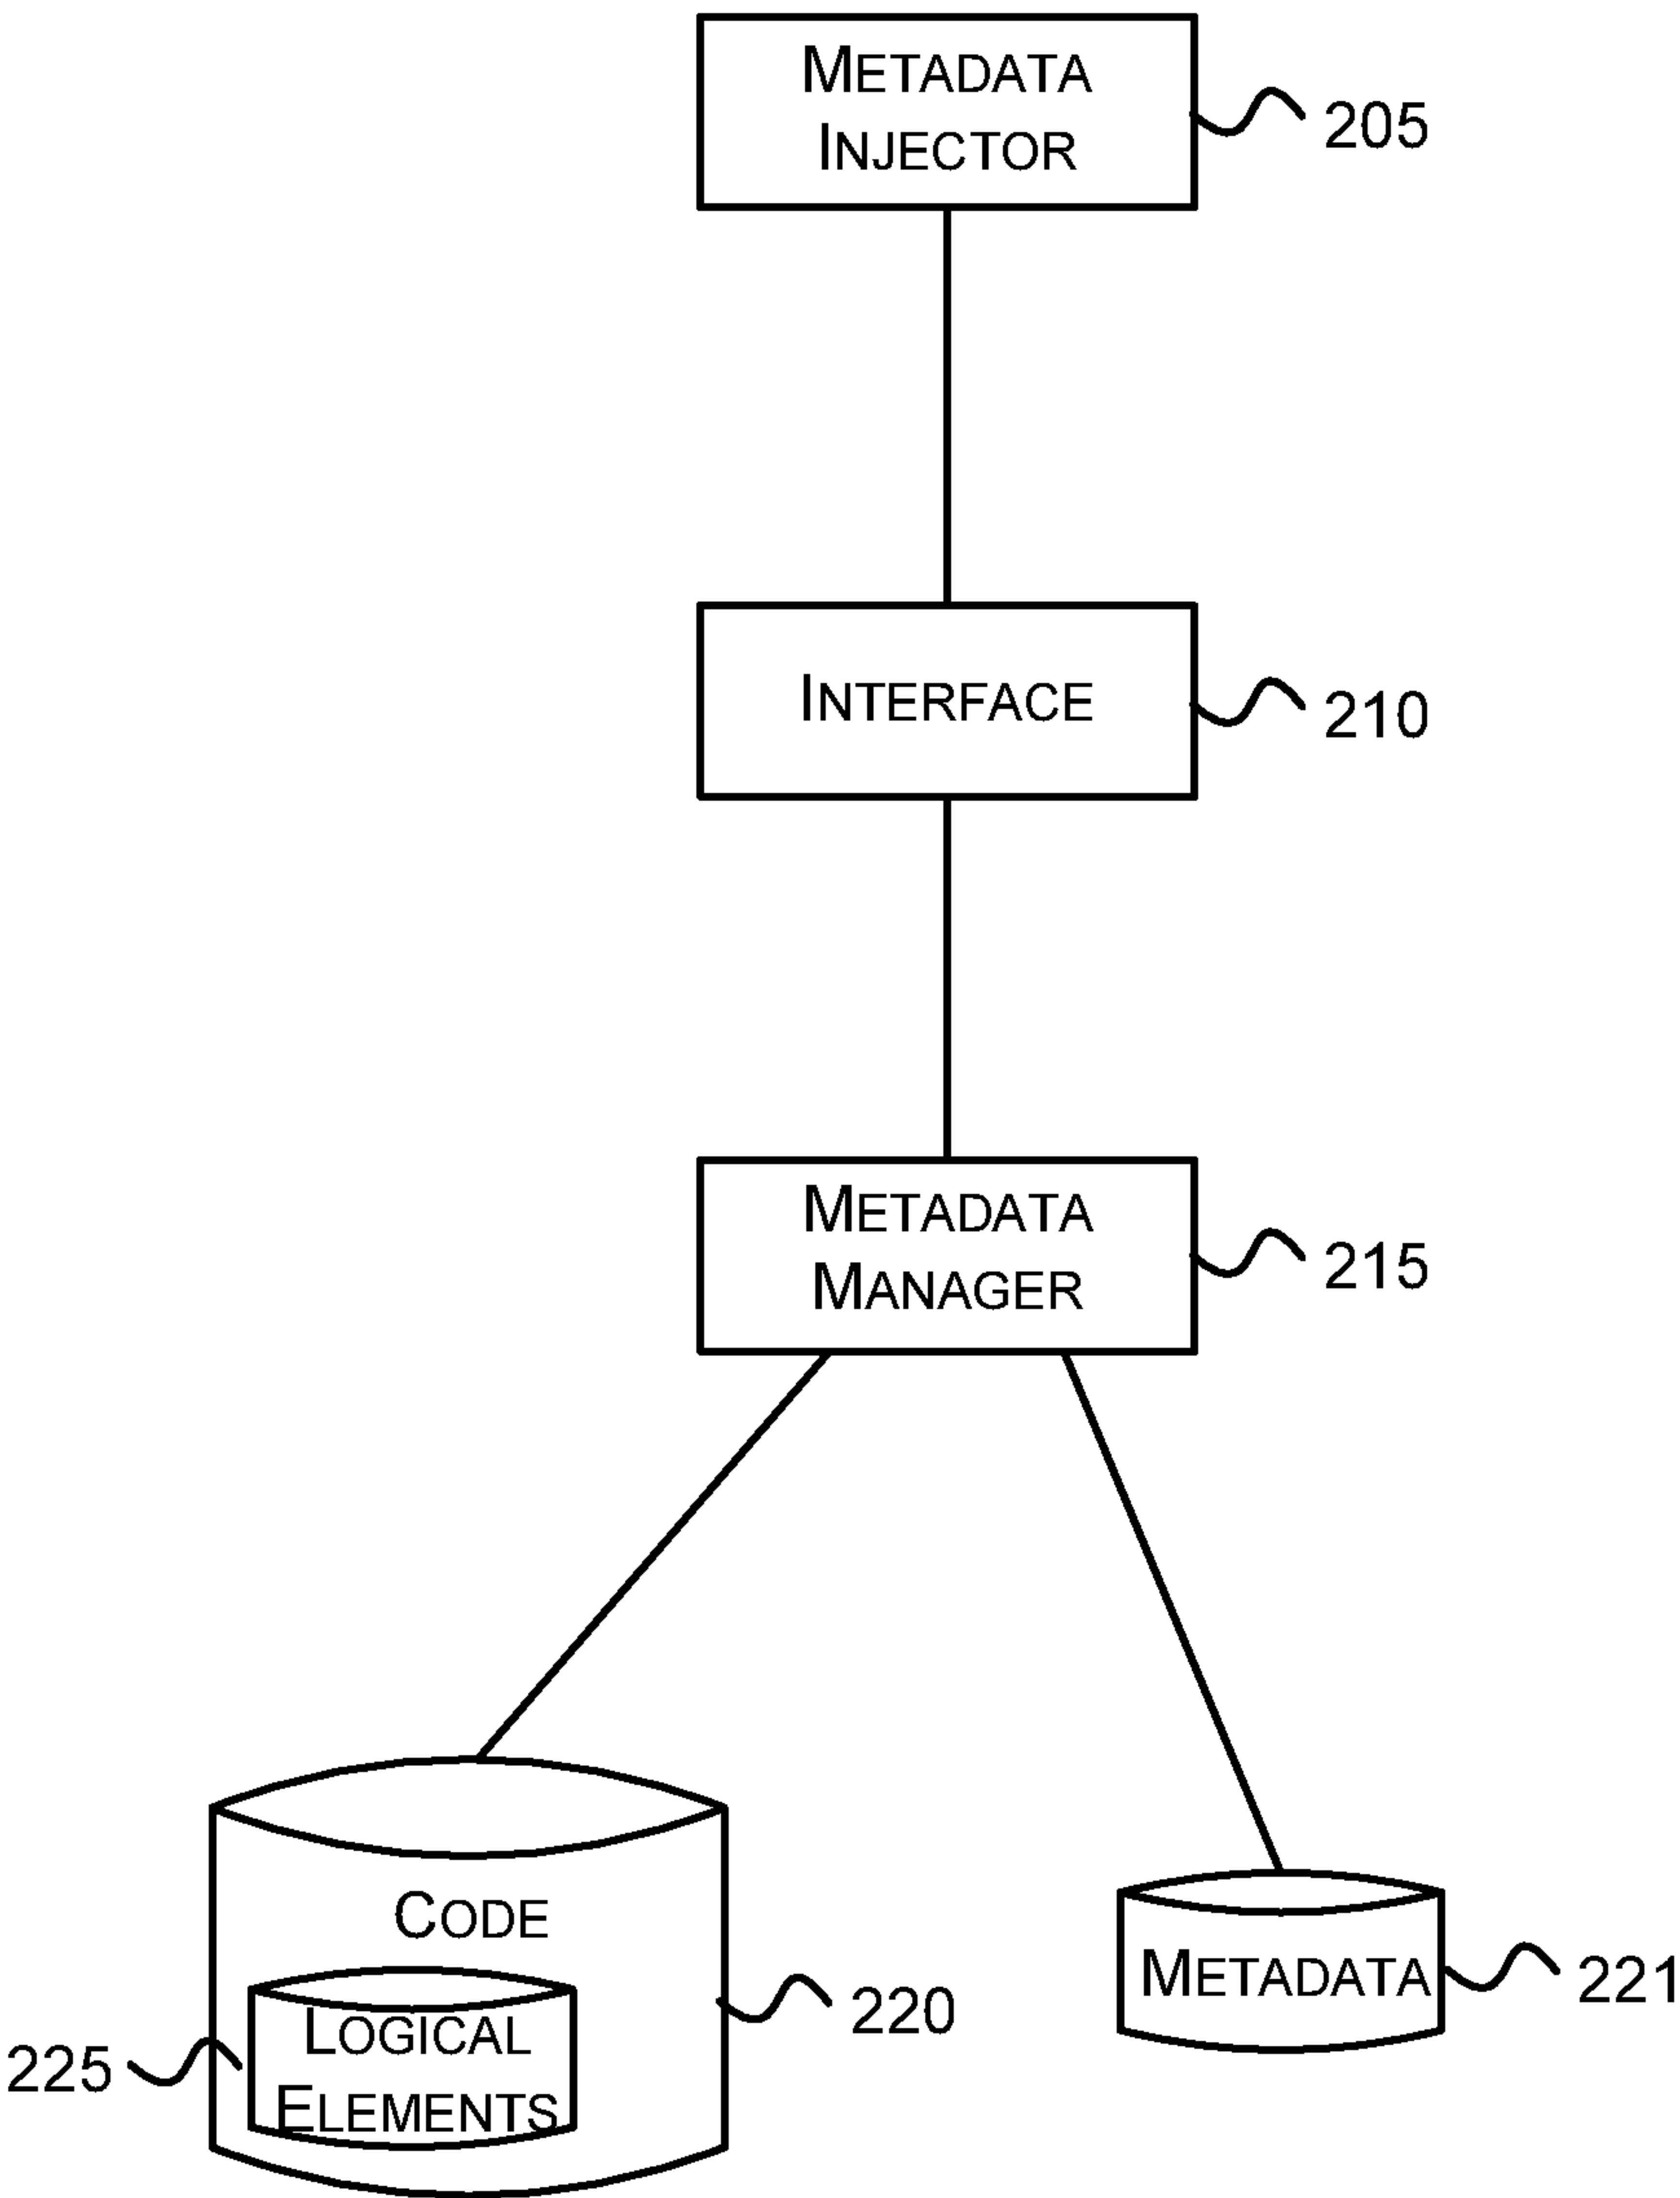 METADATA
INJECTOR
205
INTERFACE
210
METADATA
MANAGER
215
CODE
LOGICAL
ELEMENTS
225
220
METADATA
221